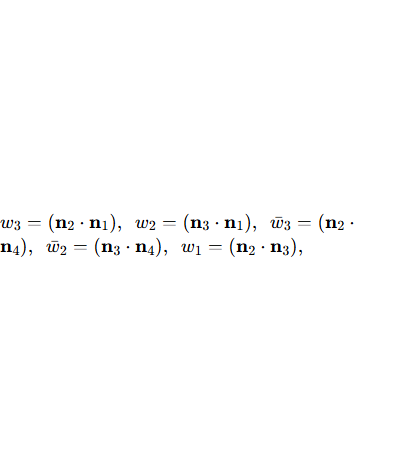 w₃ = (𝐧₂ · 𝐧₁), w₂ = (𝐧₃ · 𝐧₁), w̄₃ = (𝐧₂ ·
𝐧₄), w̄₂ = (𝐧₃ · 𝐧₄), w₁ = (𝐧₂ · 𝐧₃),